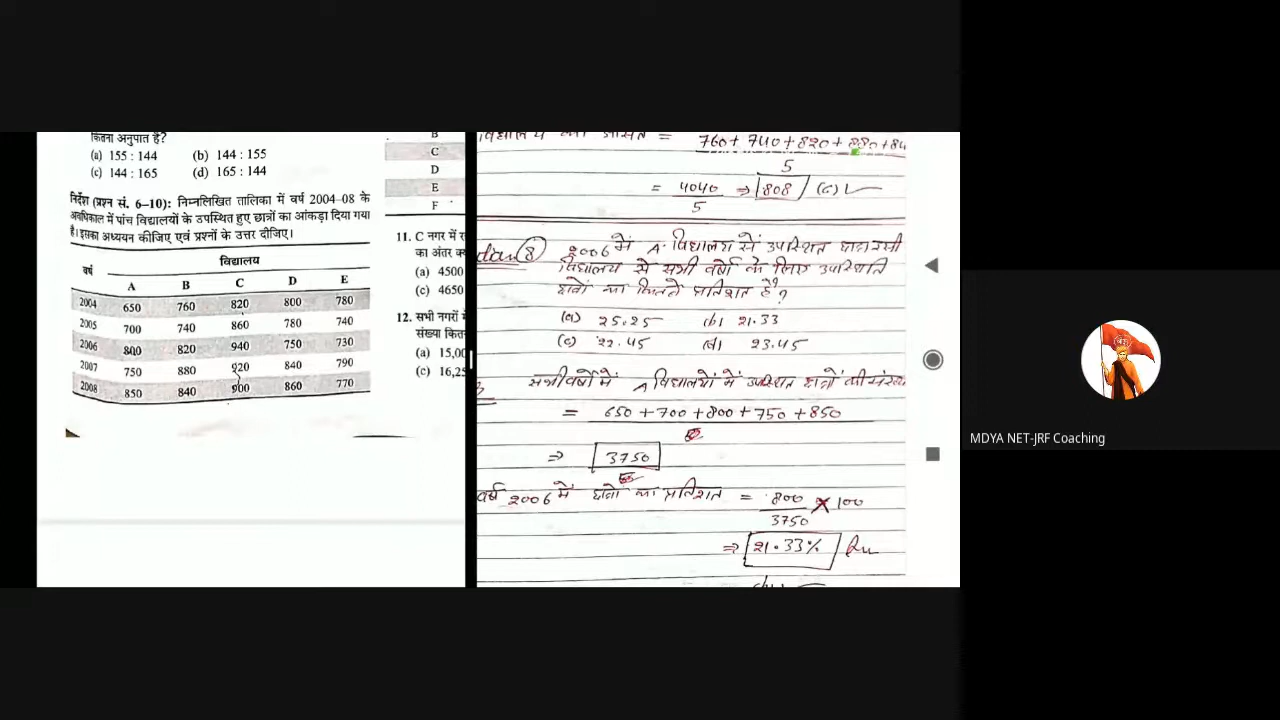 कितना अनुपात है?
(a) 155 : 144 (b) 144 : 155
(c) 144 : 165 (d) 165 : 144
निर्देश (प्रश्न सं. 6–10): निम्नलिखित तालिका में वर्ष 2004-08 के
अवधिकाल में पांच विद्यालयों के उपस्थित हुए छात्रों का आंकड़ा दिया गया
है। इसका अध्ययन कीजिए एवं प्रश्नों के उत्तर दीजिए।
वर्ष विद्यालय
A B C D E
2004 650 760 820 800 780
2005 700 740 860 780 740
2006 800 820 940 750 730
2007 750 880 920 840 790
2008 850 840 900 860 770
B
C
D
E
F
11. C नगर में
का अंतर
(a) 4500
(c) 4650
12. सभी नगरों
संख्या
(a) 15,00
(c) 16,25
760 + 740 + 820 + 880 + 84
5
= 4040 ⇒ 808 (c)
5
8 2006 में A विद्यालय में उपस्थित
विद्यालय से सभी वर्षों के लिए उपस्थित
छात्रों का कितने प्रतिशत है?
(a) 25.25 (b) 21.33
(c) 22.45 (d) 23.45
सभी वर्षों में A विद्यालयों में उपस्थित छात्रों की
= 650 + 700 + 800 + 750 + 850
⇒ 3750
वर्ष 2006 में छात्रों का प्रतिशत = 800 × 100
3750
⇒ 21.33%
MDYA NET-JRF Coaching